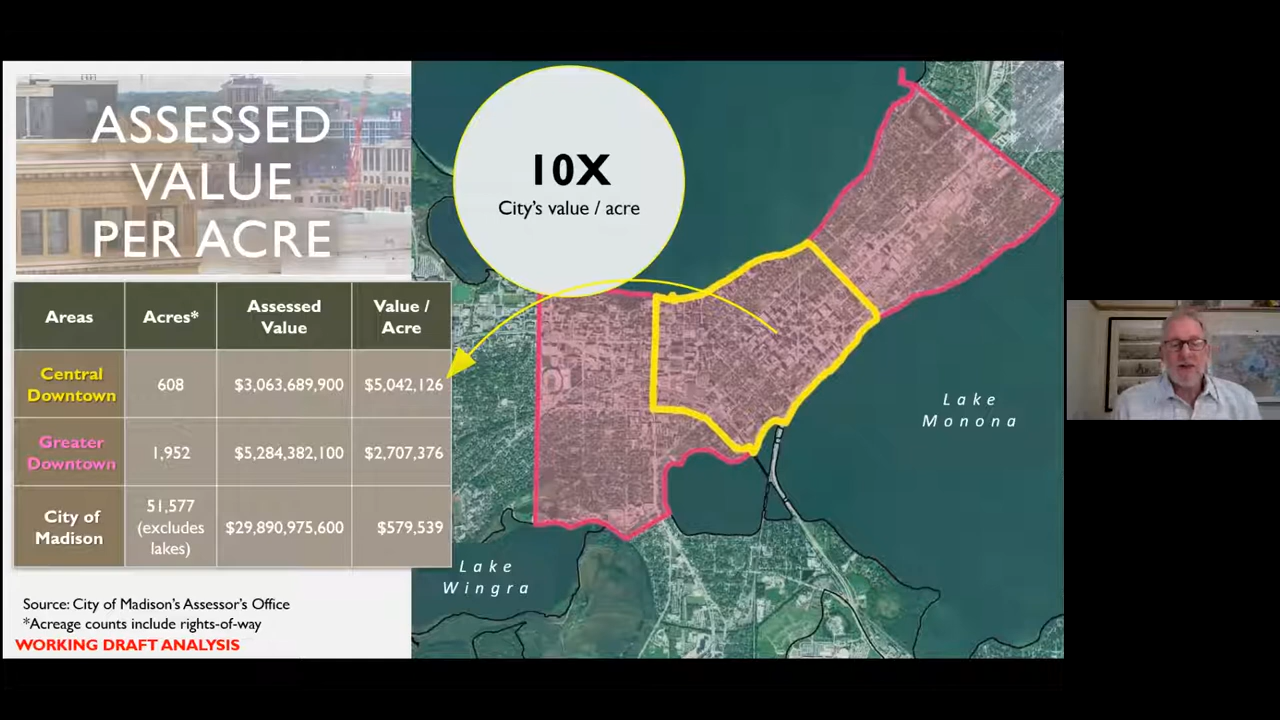 ASSESSED
VALUE
PER ACRE
10X
City's value / acre
Areas
Acres*
Assessed
Value
Value /
Acre
Central
Downtown
608
$3,063,689,900
$5,042,126
Greater
Downtown
1,952
$5,284,382,100
$2,707,376
City of
Madison
51,577
(excludes
lakes)
$29,890,975,600
$579,539
Source: City of Madison's Assessor's Office
*Acreage counts include rights-of-way
WORKING DRAFT ANALYSIS
Lake
Monona
Lake
Wingra